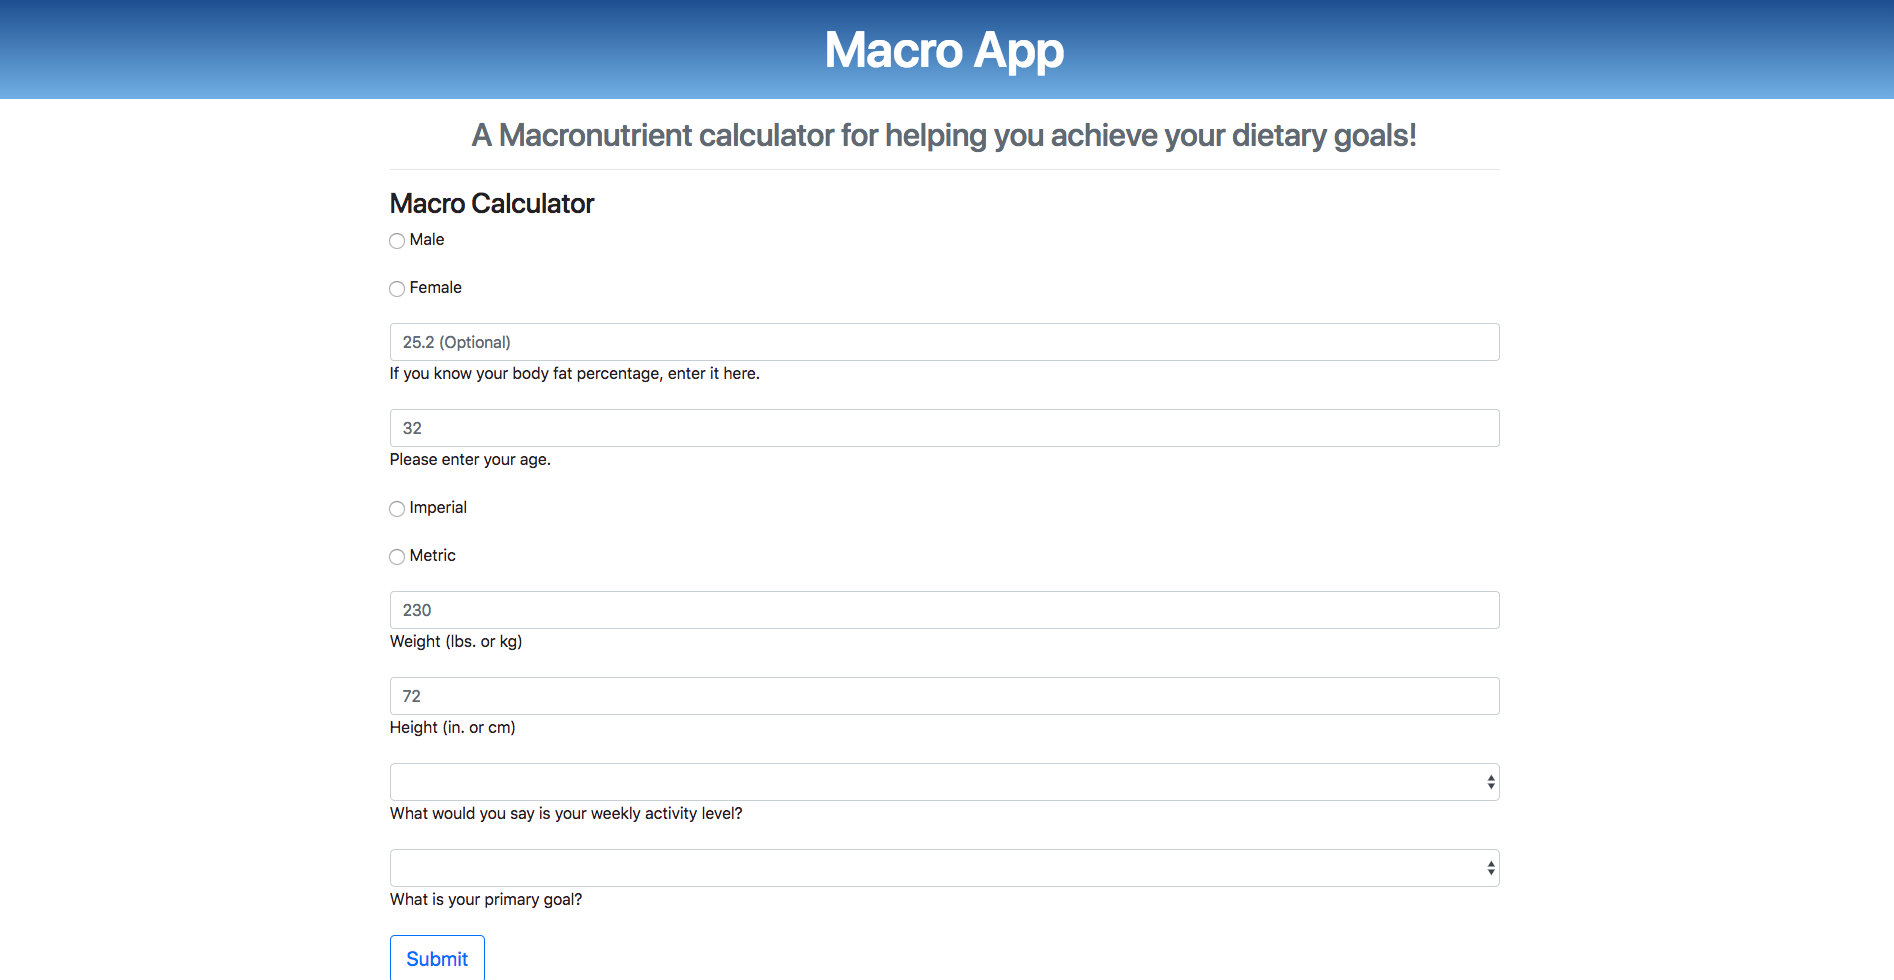 Macro App
A Macronutrient calculator for helping you achieve your dietary goals!
Macro Calculator
Male
Female
25.2 (Optional)
If you know your body fat percentage, enter it here.
32
Please enter your age.
Imperial
Metric
230
Weight (lbs. or kg)
72
Height (in. or cm)
What would you say is your weekly activity level?
What is your primary goal?
Submit